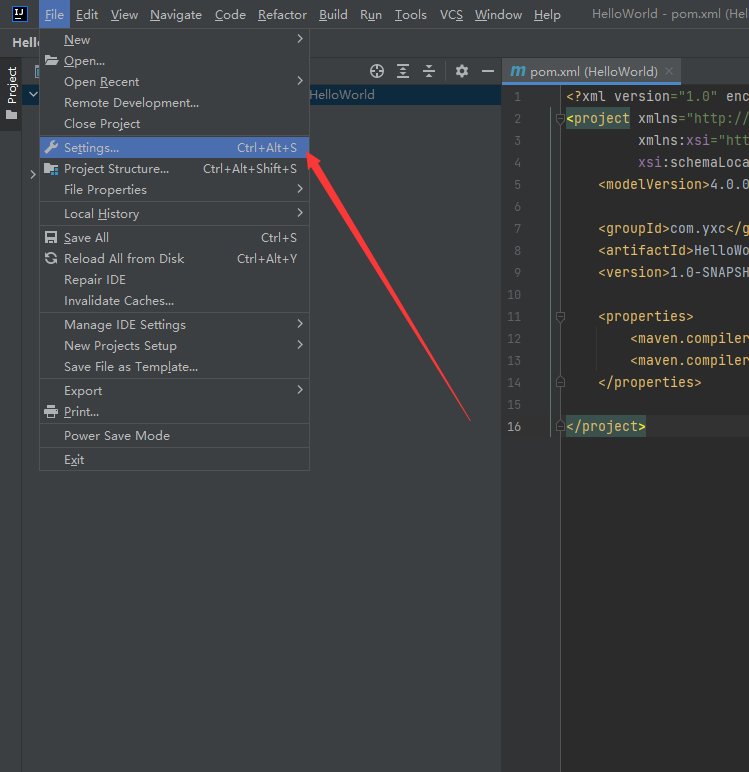 IJ File Edit View Navigate Code Refactor Build Run Tools VCS Window Help HelloWorld - pom.xml (He
Hell
Project
New
Open...
Open Recent
Remote Development...
Close Project
Settings... Ctrl+Alt+S
Project Structure... Ctrl+Alt+Shift+S
File Properties
Local History
Save All Ctrl+S
Reload All from Disk Ctrl+Alt+Y
Repair IDE
Invalidate Caches...
Manage IDE Settings
New Projects Setup
Save File as Template...
Export
Print...
Power Save Mode
Exit
HelloWorld
m pom.xml (HelloWorld)
1 <?xml version="1.0" enc
2 <project xmlns="http:/
3 xmlns:xsi="htt
4 xsi:schemaLoca
5 <modelVersion>4.0.0
6
7 <groupId>com.yxc</g
8 <artifactId>HelloWo
9 <version>1.0-SNAPSH
10
11 <properties>
12 <maven.compiler
13 <maven.compiler
14 </properties>
15
16 </project>